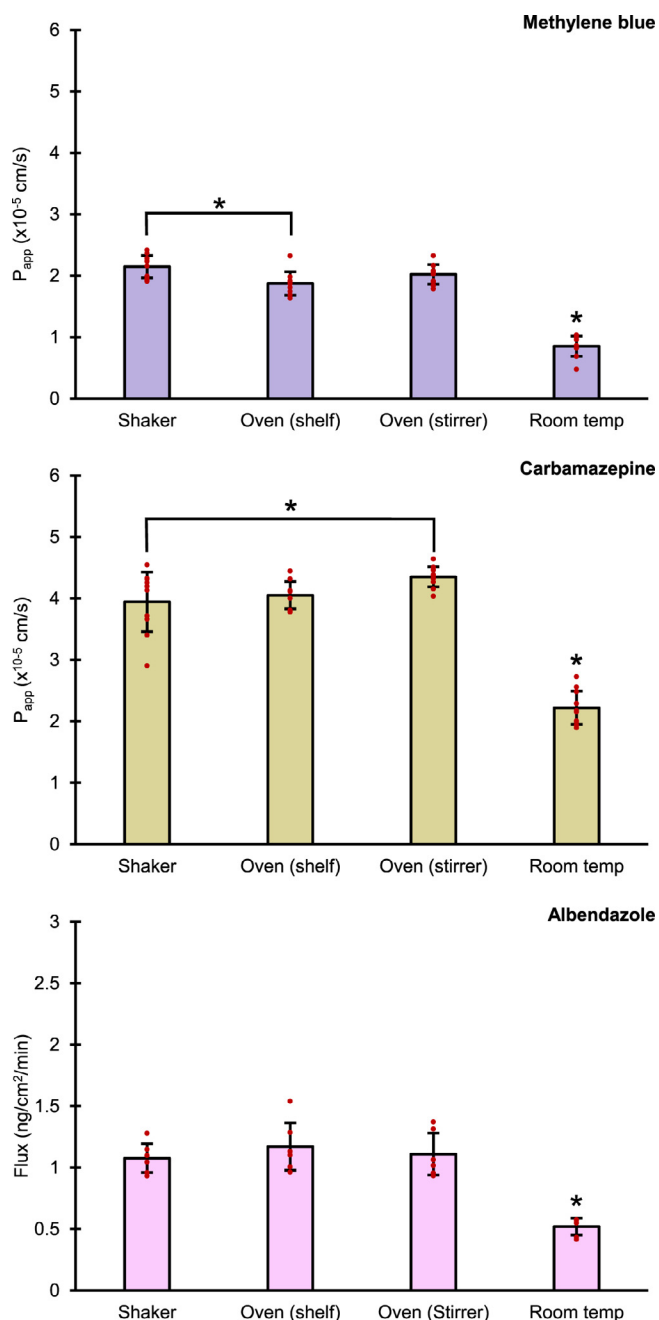 Methylene blue
6
5
4
3
2
1
0
P_app (x10⁻⁵ cm/s)
*
*
Shaker Oven (shelf) Oven (stirrer) Room temp
Carbamazepine
6
5
4
3
2
1
0
P_app (x¹⁰⁻⁵ cm/s)
*
*
Shaker Oven (shelf) Oven (stirrer) Room temp
Albendazole
3
2.5
2
1.5
1
0.5
0
Flux (ng/cm²/min)
*
Shaker Oven (shelf) Oven (Stirrer) Room temp